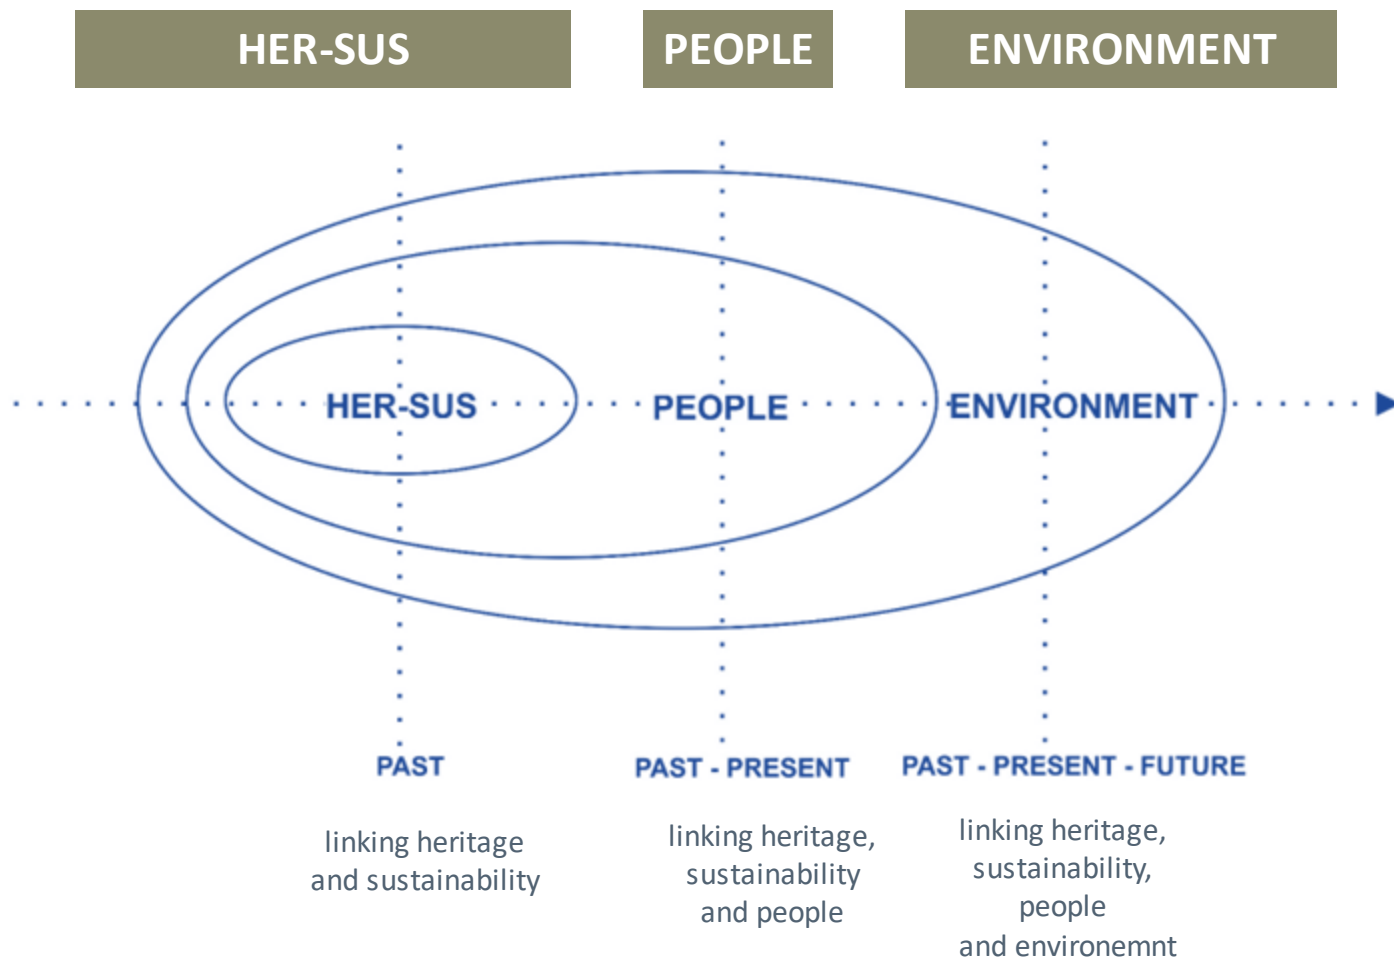 HER-SUS
PEOPLE
ENVIRONMENT
HER-SUS
PEOPLE
ENVIRONMENT
PAST
PAST - PRESENT
PAST - PRESENT - FUTURE
linking heritage
and sustainability
linking heritage,
sustainability
and people
linking heritage,
sustainability,
people
and environemnt